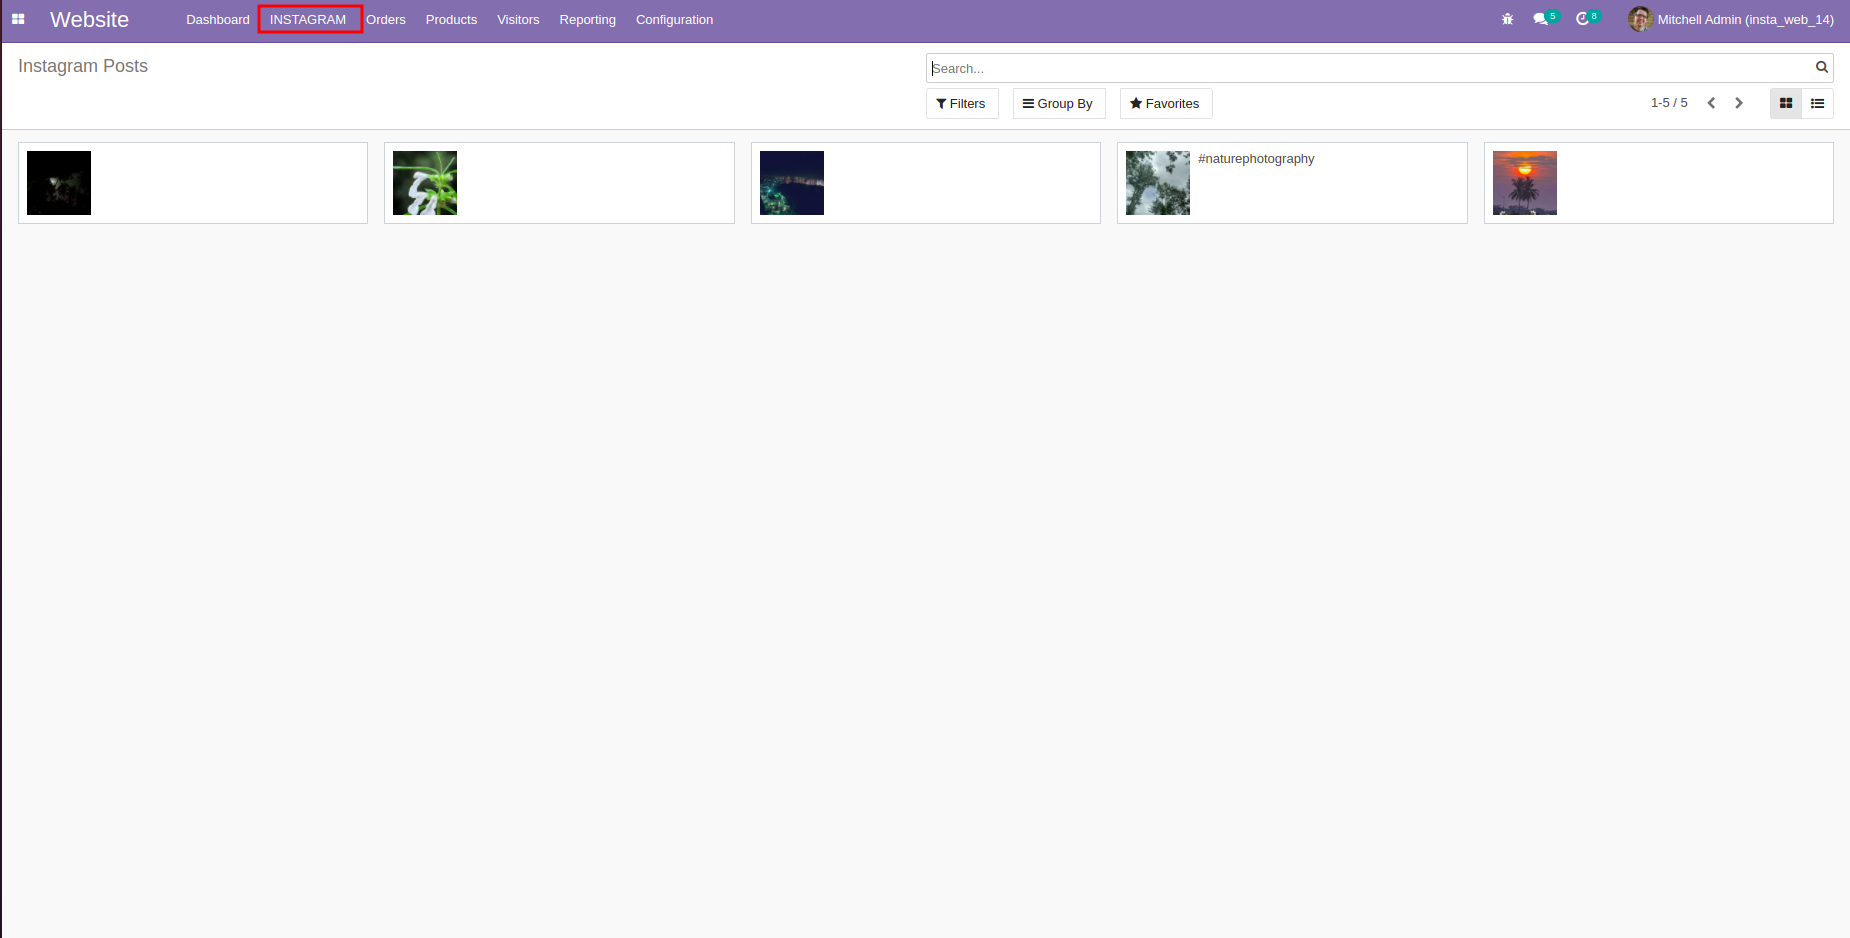 Website Dashboard INSTAGRAM Orders Products Visitors Reporting Configuration 5 8 Mitchell Admin (insta_web_14)
Instagram Posts
Search...
Filters Group By Favorites 1-5 / 5
#naturephotography